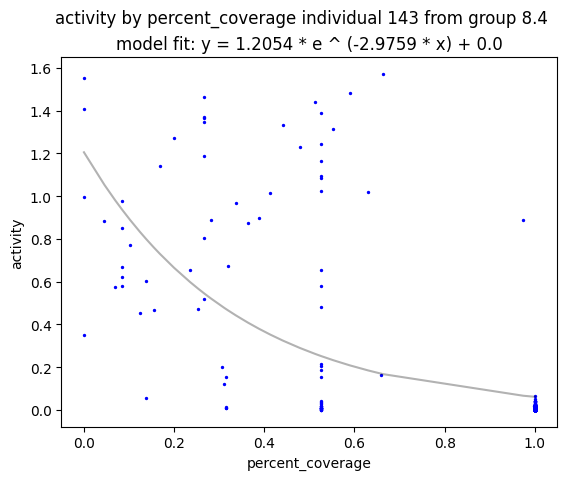 activity by percent_coverage individual 143 from group 8.4
model fit: y = 1.2054 * e ^ (-2.9759 * x) + 0.0
1.6
1.4
1.2
1.0
0.8
0.6
0.4
0.2
0.0
activity
0.0 0.2 0.4 0.6 0.8 1.0
percent_coverage